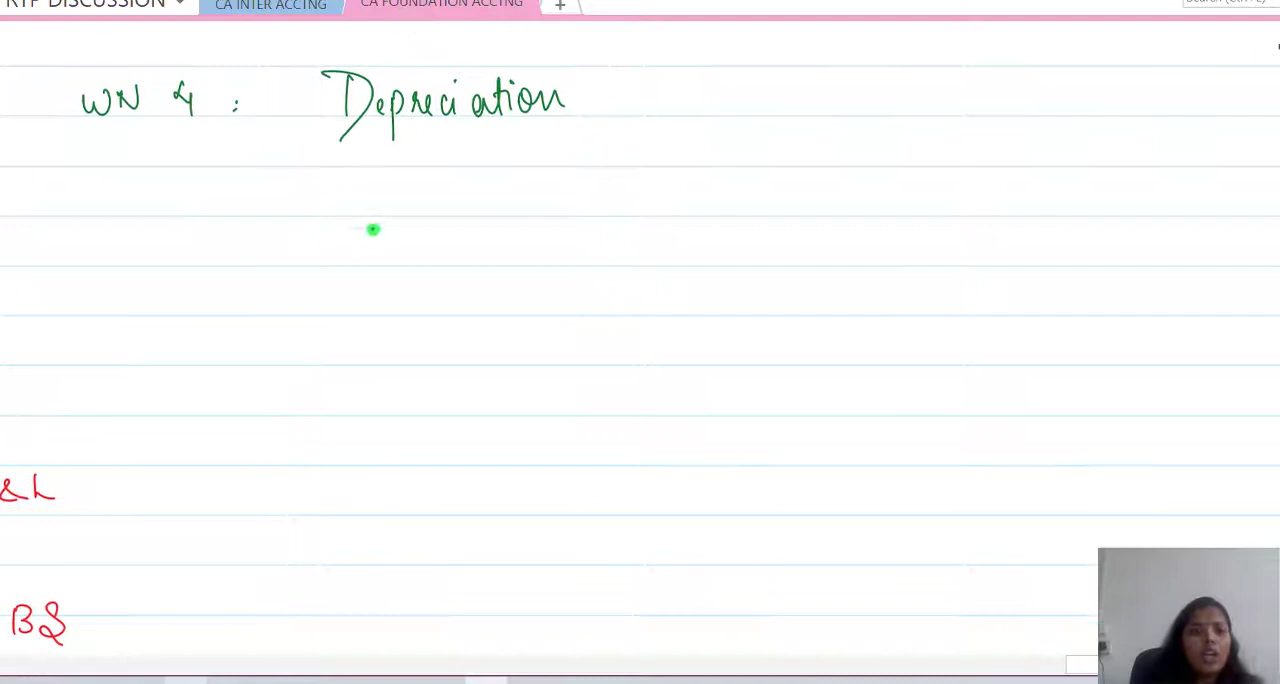 RTP DISCUSSION CA INTER ACCTNG CA FOUNDATION ACCTNG +
WN 4 : Depreciation
& L
BS